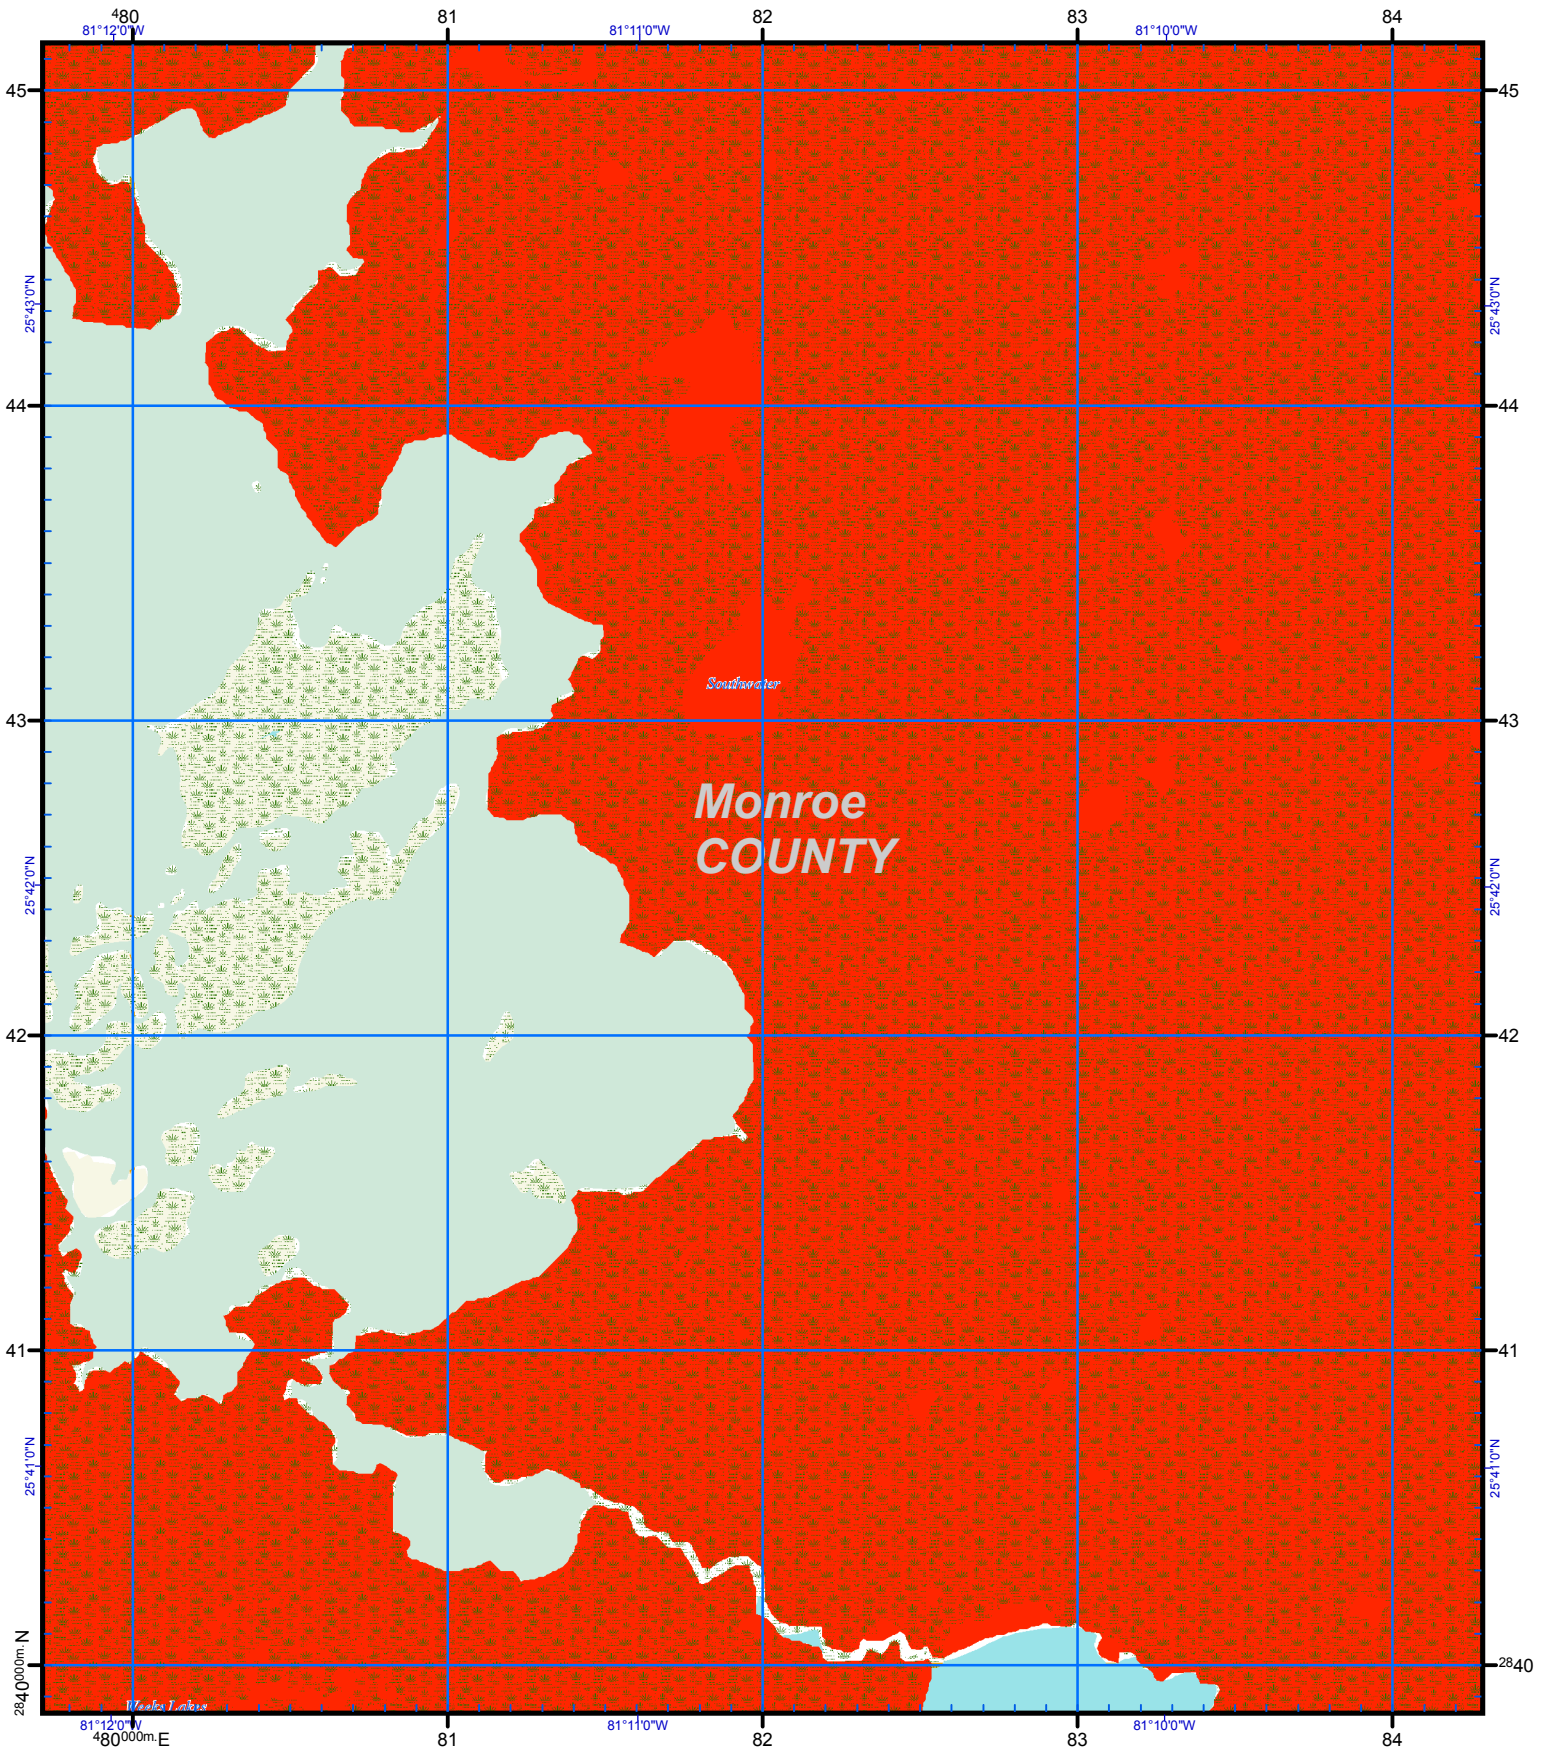 480 81 82 83 84
81°12'0"W 81°11'0"W 81°10'0"W
45 45
25°43'0"N 25°43'0"N
44 44
Southwater
43 43
Monroe
COUNTY
25°42'0"N 25°42'0"N
42 42
41 41
25°41'0"N 25°41'0"N
2840000m. N 2840
Weeks Lakes
81°12'0"W 81°11'0"W 81°10'0"W
480000m. E 81 82 83 84